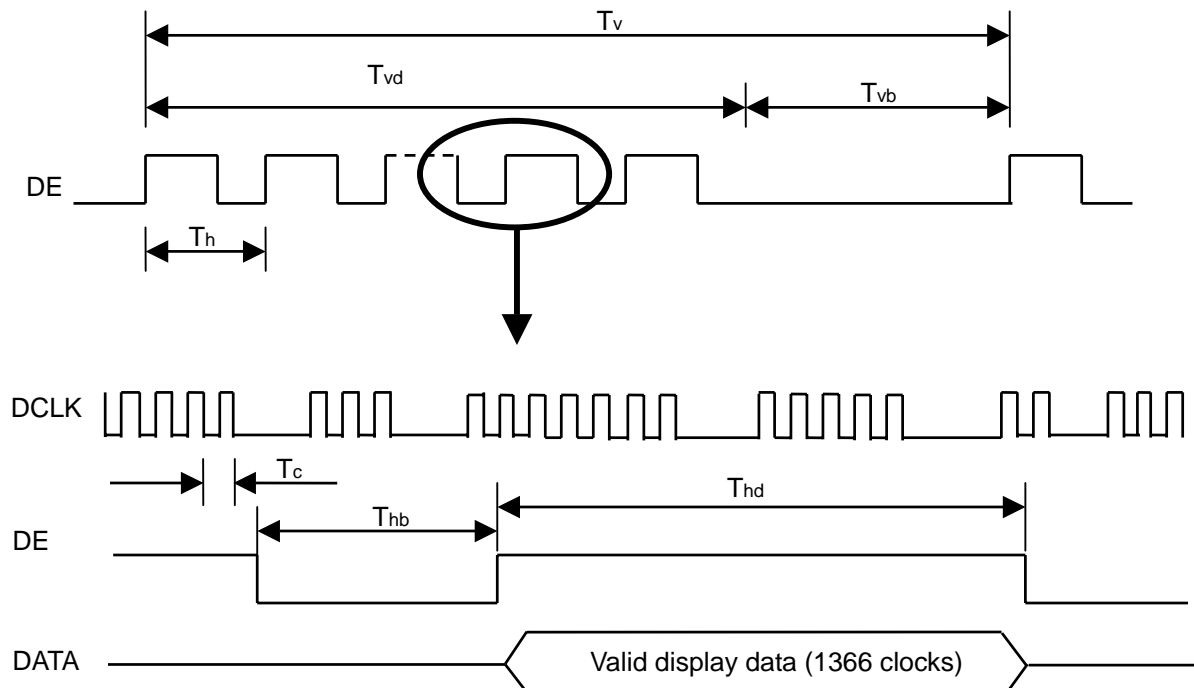 Tv
Tvd
Tvb
DE
Th
DCLK
Tc
Thd
Thb
DE
DATA
Valid display data (1366 clocks)